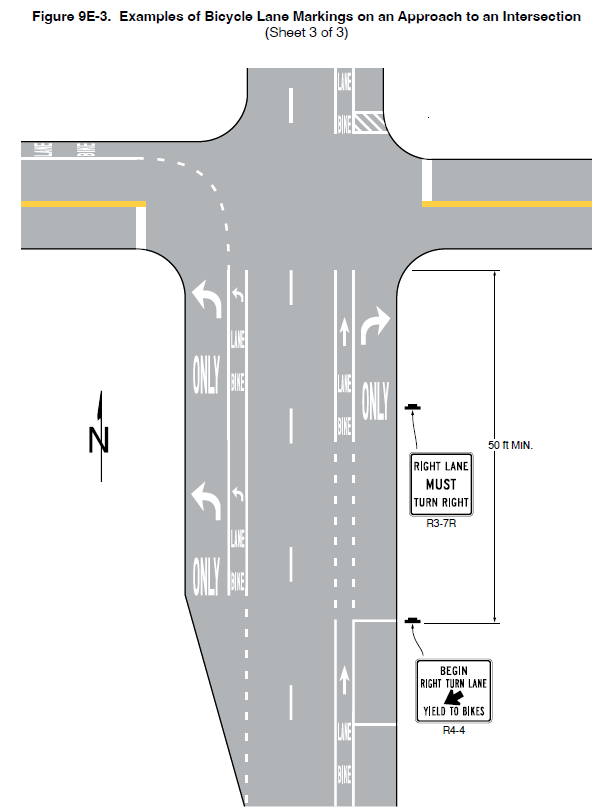 Figure 9E-3. Examples of Bicycle Lane Markings on an Approach to an Intersection
(Sheet 3 of 3)
LANE
BIKE
LANE
BIKE
LANE
BIKE
ONLY
LANE
BIKE
ONLY
N
50 ft MIN.
RIGHT LANE
MUST
TURN RIGHT
R3-7R
LANE
BIKE
ONLY
BEGIN
RIGHT TURN LANE
YIELD TO BIKES
R4-4
LANE
BIKE